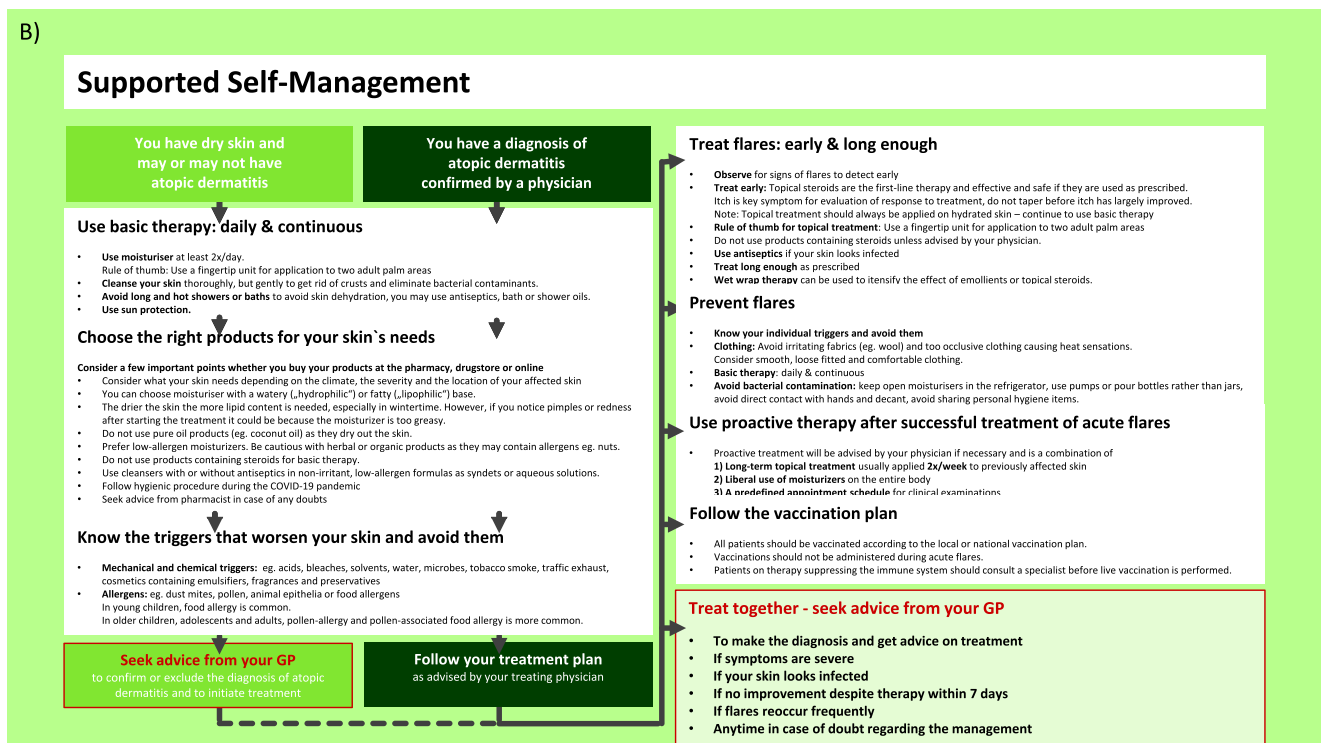 B)
Supported Self-Management
You have dry skin and
may or may not have
atopic dermatitis
You have a diagnosis of
atopic dermatitis
confirmed by a physician
Use basic therapy: daily & continuous
• Use moisturiser at least 2x/day.
Rule of thumb: Use a fingertip unit for application to two adult palm areas
• Cleanse your skin thoroughly, but gently to get rid of crusts and eliminate bacterial contaminants.
• Avoid long and hot showers or baths to avoid skin dehydration, you may use antiseptics, bath or shower oils.
• Use sun protection.
Choose the right products for your skin`s needs
Consider a few important points whether you buy your products at the pharmacy, drugstore or online
• Consider what your skin needs depending on the climate, the severity and the location of your affected skin
• You can choose moisturiser with a watery („hydrophilic“) or fatty („lipophilic“) base.
• The drier the skin the more lipid content is needed, especially in wintertime. However, if you notice pimples or redness
after starting the treatment it could be because the moisturizer is too greasy.
• Do not use pure oil products (eg. coconut oil) as they dry out the skin.
• Prefer low-allergen moisturizers. Be cautious with herbal or organic products as they may contain allergens eg. nuts.
• Do not use products containing steroids for basic therapy.
• Use cleansers with or without antiseptics in non-irritant, low-allergen formulas as syndets or aqueous solutions.
• Follow hygienic procedure during the COVID-19 pandemic
• Seek advice from pharmacist in case of any doubts
Know the triggers that worsen your skin and avoid them
• Mechanical and chemical triggers: eg. acids, bleaches, solvents, water, microbes, tobacco smoke, traffic exhaust,
cosmetics containing emulsifiers, fragrances and preservatives
• Allergens: eg. dust mites, pollen, animal epithelia or food allergens
In young children, food allergy is common.
In older children, adolescents and adults, pollen-allergy and pollen-associated food allergy is more common.
Seek advice from your GP
to confirm or exclude the diagnosis of atopic
dermatitis and to initiate treatment
Follow your treatment plan
as advised by your treating physician
Treat flares: early & long enough
• Observe for signs of flares to detect early
• Treat early: Topical steroids are the first-line therapy and effective and safe if they are used as prescribed.
Itch is key symptom for evaluation of response to treatment, do not taper before itch has largely improved.
Note: Topical treatment should always be applied on hydrated skin – continue to use basic therapy
• Rule of thumb for topical treatment: Use a fingertip unit for application to two adult palm areas
• Do not use products containing steroids unless advised by your physician.
• Use antiseptics if your skin looks infected
• Treat long enough as prescribed
• Wet wrap therapy can be used to itensify the effect of emollients or topical steroids.
Prevent flares
• Know your individual triggers and avoid them
• Clothing: Avoid irritating fabrics (eg. wool) and too occlusive clothing causing heat sensations.
Consider smooth, loose fitted and comfortable clothing.
• Basic therapy: daily & continuous
• Avoid bacterial contamination: keep open moisturisers in the refrigerator, use pumps or pour bottles rather than jars,
avoid direct contact with hands and decant, avoid sharing personal hygiene items.
Use proactive therapy after successful treatment of acute flares
• Proactive treatment will be advised by your physician if necessary and is a combination of
1) Long-term topical treatment usually applied 2x/week to previously affected skin
2) Liberal use of moisturizers on the entire body
3) A predefined appointment schedule for clinical examinations
Follow the vaccination plan
• All patients should be vaccinated according to the local or national vaccination plan.
• Vaccinations should not be administered during acute flares.
• Patients on therapy suppressing the immune system should consult a specialist before live vaccination is performed.
Treat together - seek advice from your GP
• To make the diagnosis and get advice on treatment
• If symptoms are severe
• If your skin looks infected
• If no improvement despite therapy within 7 days
• If flares reoccur frequently
• Anytime in case of doubt regarding the management